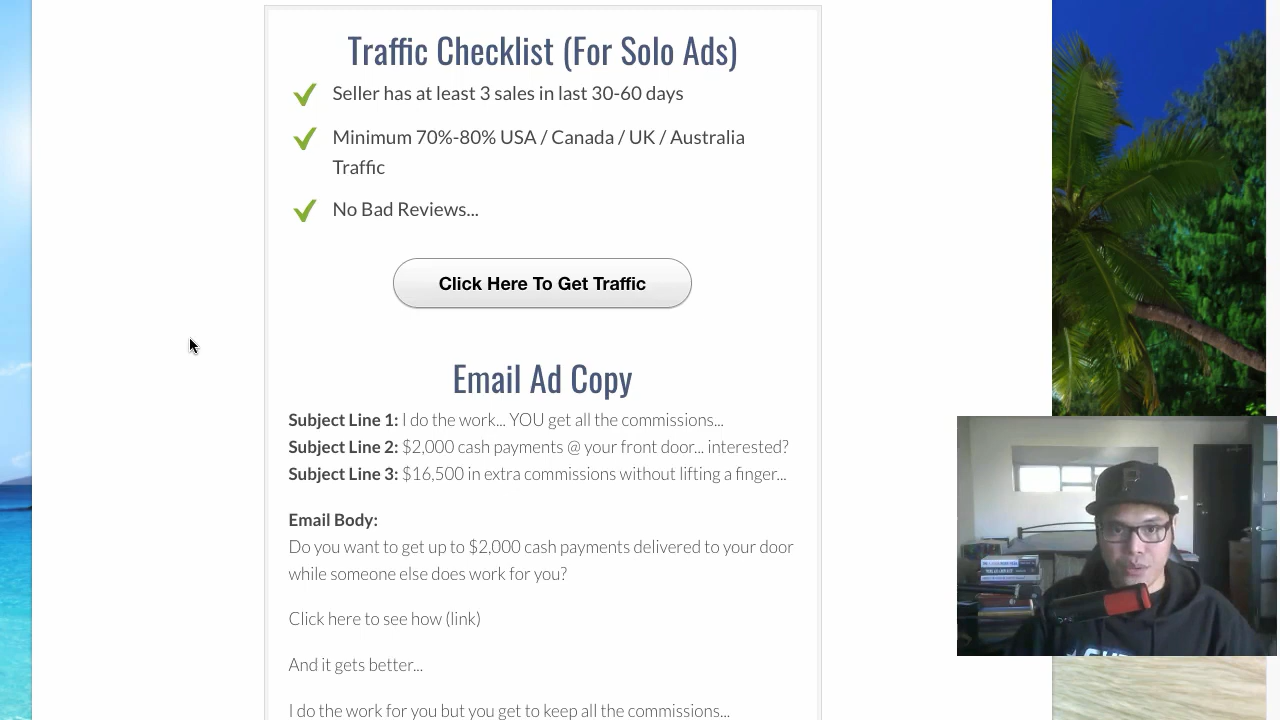 Traffic Checklist (For Solo Ads)
Seller has at least 3 sales in last 30-60 days
Minimum 70%-80% USA / Canada / UK / Australia
Traffic
No Bad Reviews...
Click Here To Get Traffic
Email Ad Copy
Subject Line 1: I do the work... YOU get all the commissions...
Subject Line 2: $2,000 cash payments @ your front door... interested?
Subject Line 3: $16,500 in extra commissions without lifting a finger...
Email Body:
Do you want to get up to $2,000 cash payments delivered to your door
while someone else does work for you?
Click here to see how (link)
And it gets better...
I do the work for you but you get to keep all the commissions...
P